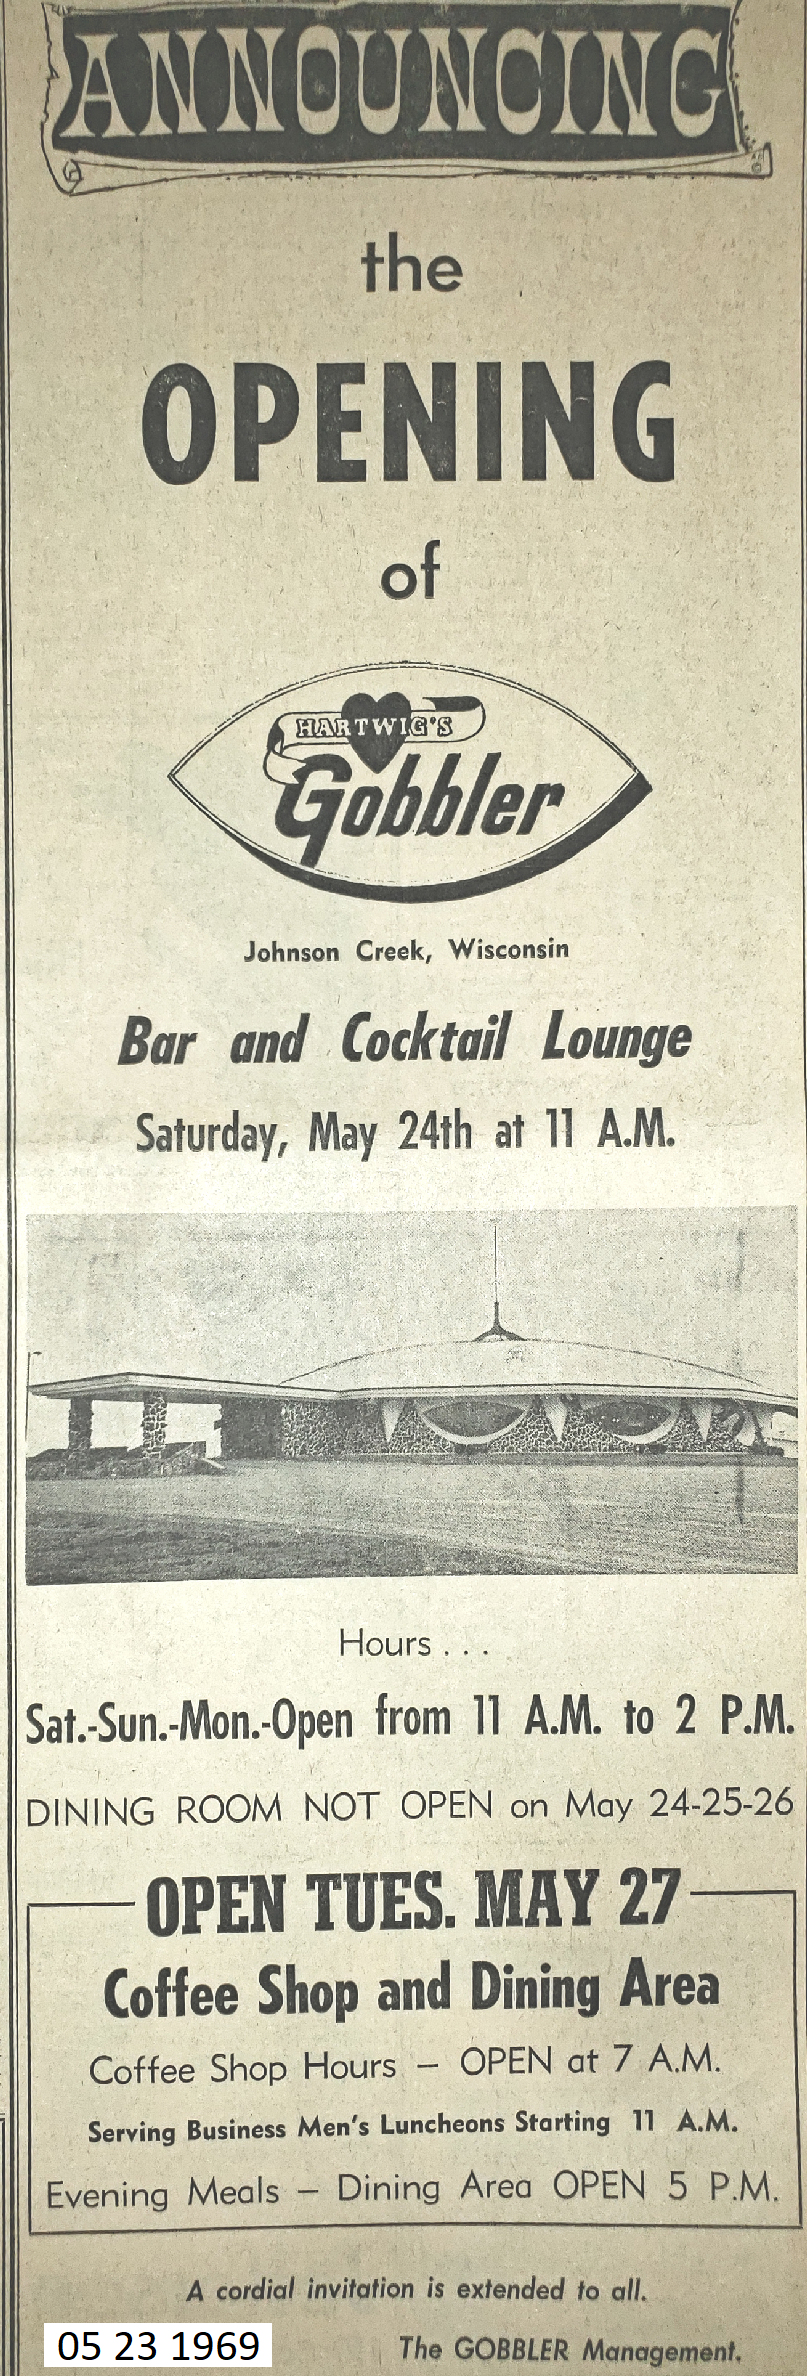 ANNOUNCING
the
OPENING
of
HARTWIG'S
Gobbler
Johnson Creek, Wisconsin
Bar and Cocktail Lounge
Saturday, May 24th at 11 A.M.
Hours . . .
Sat.-Sun.-Mon.-Open from 11 A.M. to 2 P.M.
DINING ROOM NOT OPEN on May 24-25-26
OPEN TUES. MAY 27
Coffee Shop and Dining Area
Coffee Shop Hours – OPEN at 7 A.M.
Serving Business Men's Luncheons Starting 11 A.M.
Evening Meals – Dining Area OPEN 5 P.M.
A cordial invitation is extended to all.
The GOBBLER Management.
05 23 1969